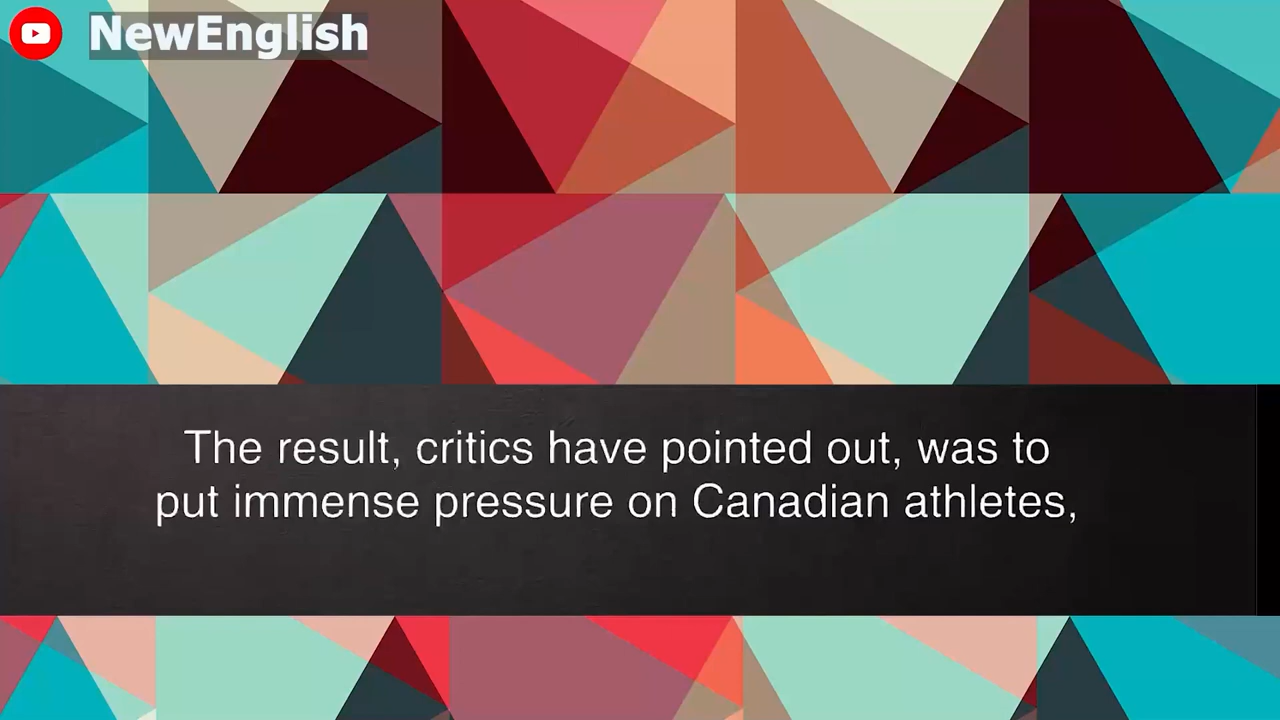 NewEnglish
The result, critics have pointed out, was to
put immense pressure on Canadian athletes,